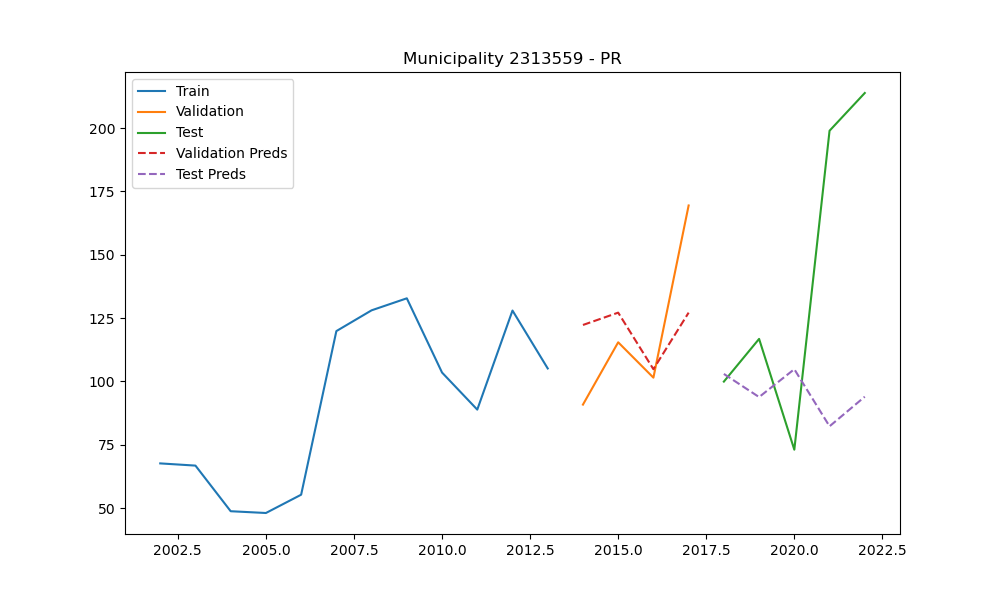 Municipality 2313559 - PR
Train
Validation
Test
Validation Preds
Test Preds
200
175
150
125
100
75
50
2002.5 2005.0 2007.5 2010.0 2012.5 2015.0 2017.5 2020.0 2022.5